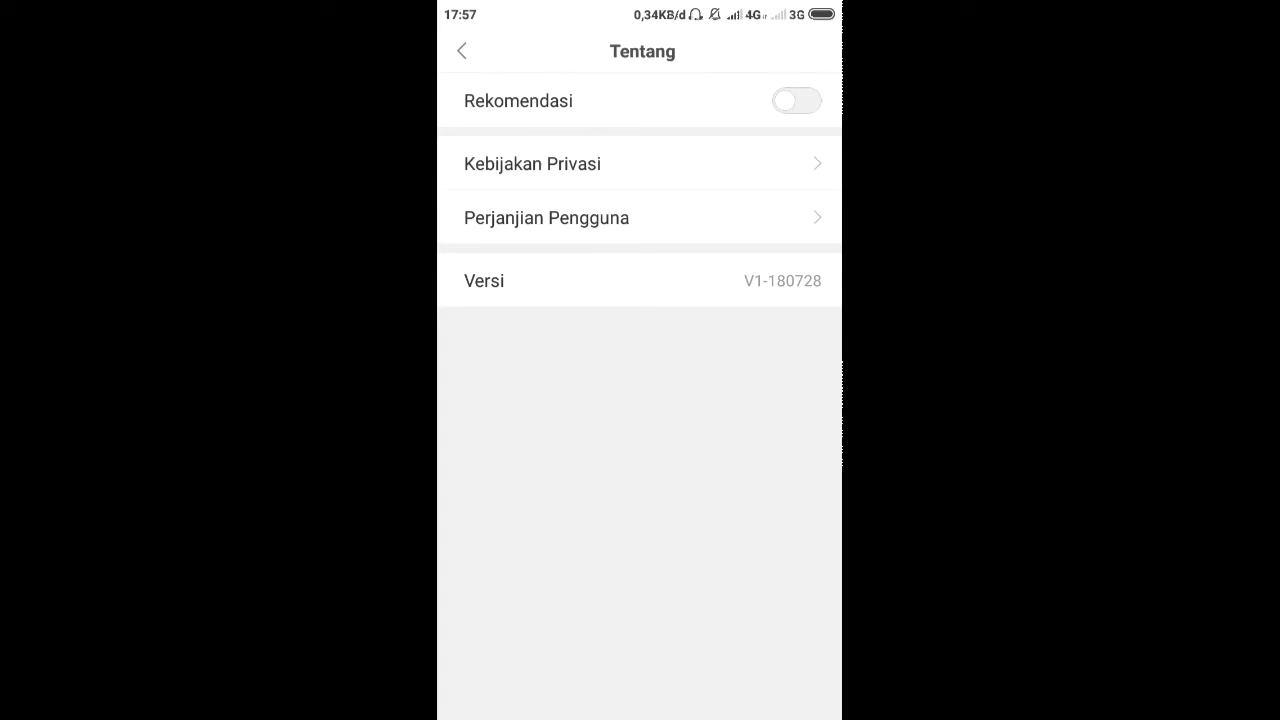 17:57 0,34KB/d 4G 3G
Tentang
Rekomendasi
Kebijakan Privasi
Perjanjian Pengguna
Versi V1-180728